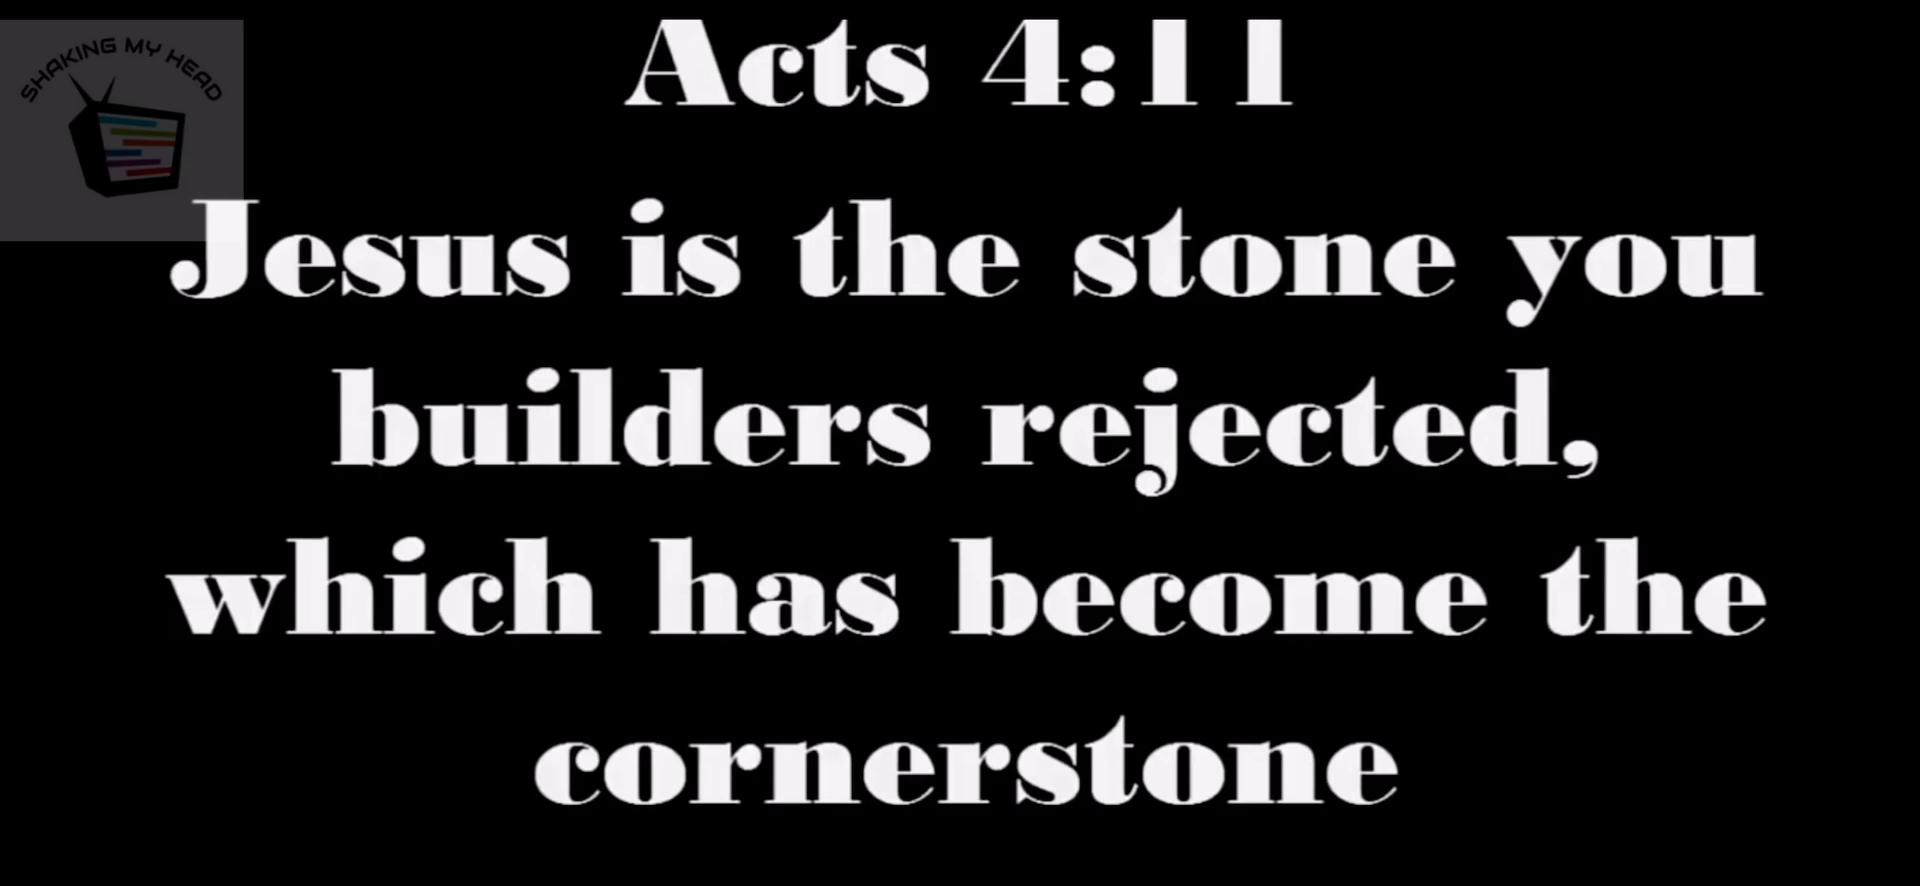 SHAKING MY HEAD
Acts 4:11
Jesus is the stone you
builders rejected,
which has become the
cornerstone